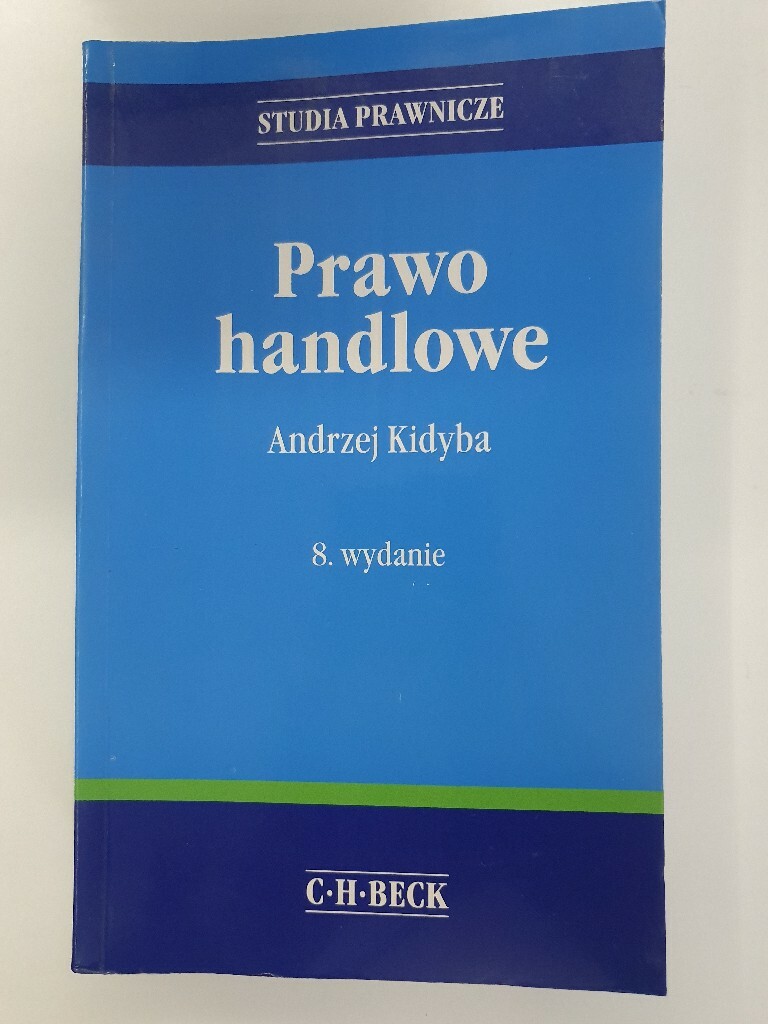 STUDIA PRAWNICZE
Prawo
handlowe
Andrzej Kidyba
8. wydanie
C·H·BECK